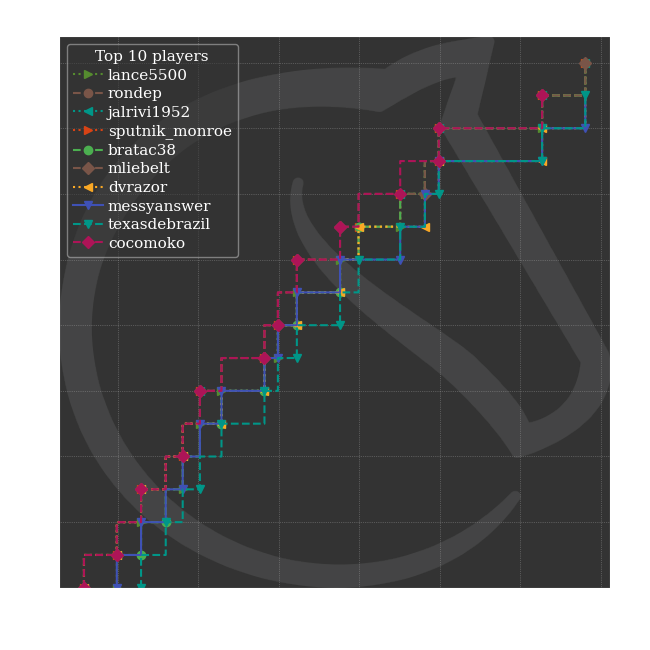 Top 10 players
lance5500
rondep
jalrivi1952
sputnik_monroe
bratac38
mliebelt
dvrazor
messyanswer
texasdebrazil
cocomoko